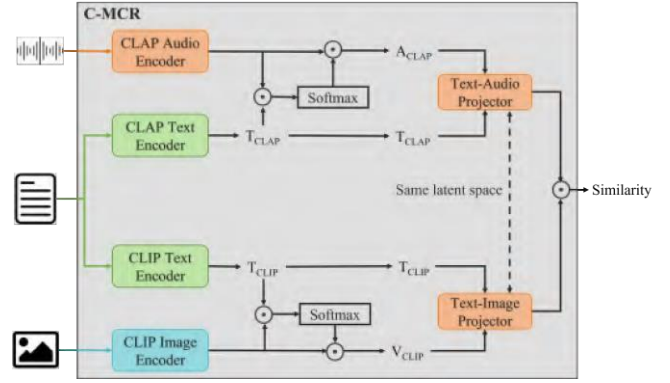 C-MCR
CLAP Audio
Encoder
A_CLAP
Softmax
Text-Audio
Projector
CLAP Text
Encoder
T_CLAP
T_CLAP
Same latent space
Similarity
CLIP Text
Encoder
T_CLIP
T_CLIP
Softmax
Text-Image
Projector
CLIP Image
Encoder
V_CLIP